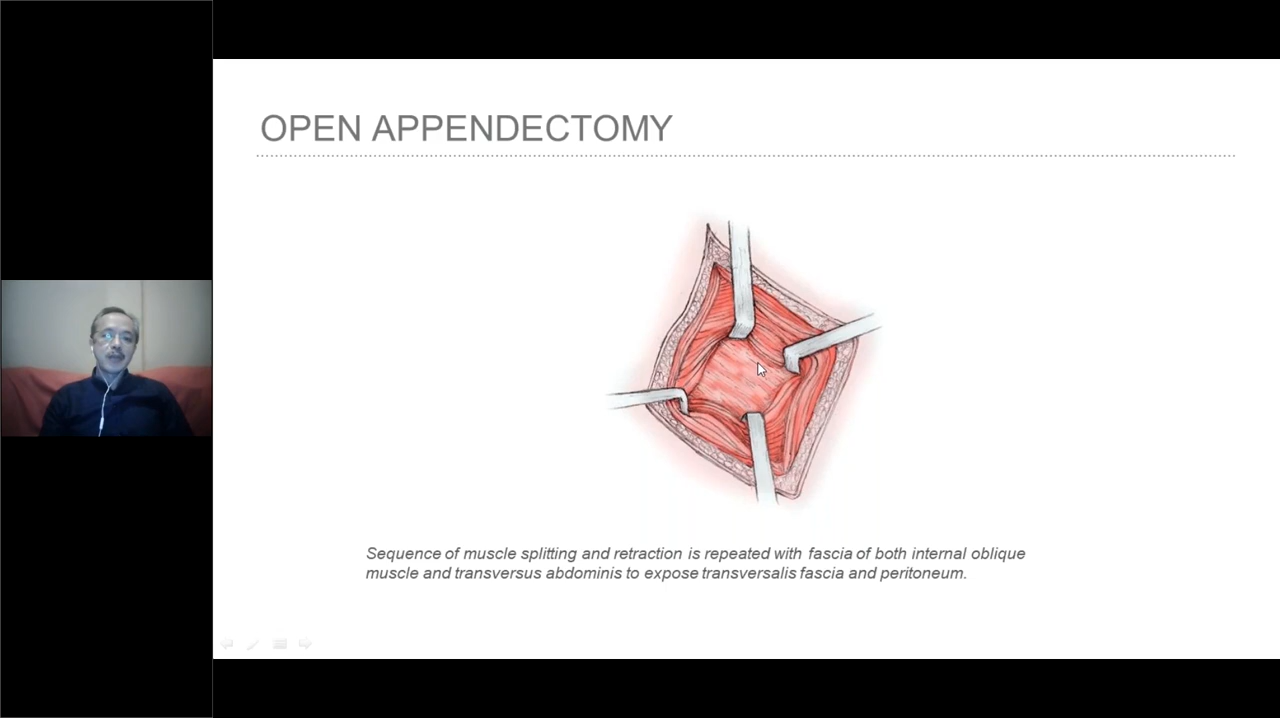 OPEN APPENDECTOMY
Sequence of muscle splitting and retraction is repeated with fascia of both internal oblique
muscle and transversus abdominis to expose transversalis fascia and peritoneum.